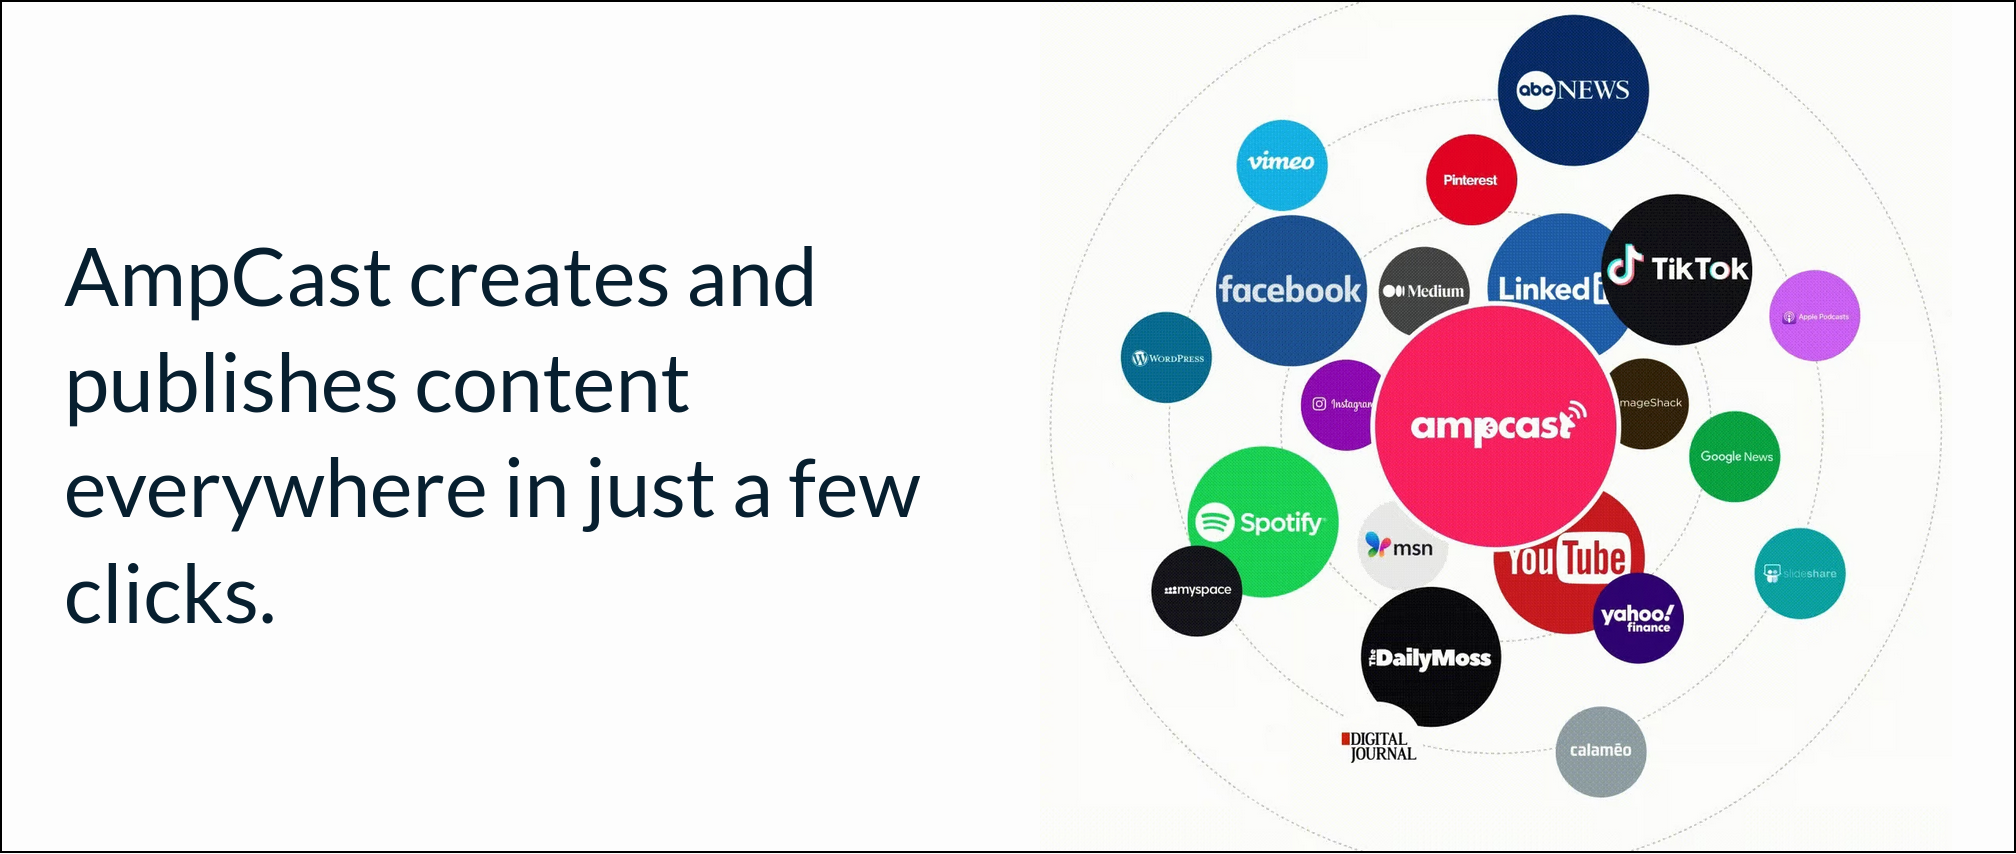 AmpCast creates and
publishes content
everywhere in just a few
clicks.
abc NEWS
vimeo
Pinterest
facebook
Medium
Linked
TikTok
Apple Podcasts
WORDPRESS
Instagram
ampcast
mageShack
Google News
Spotify
msn
YouTube
slideshare
myspace
yahoo!
finance
The DailyMoss
DIGITAL
JOURNAL
calaméo